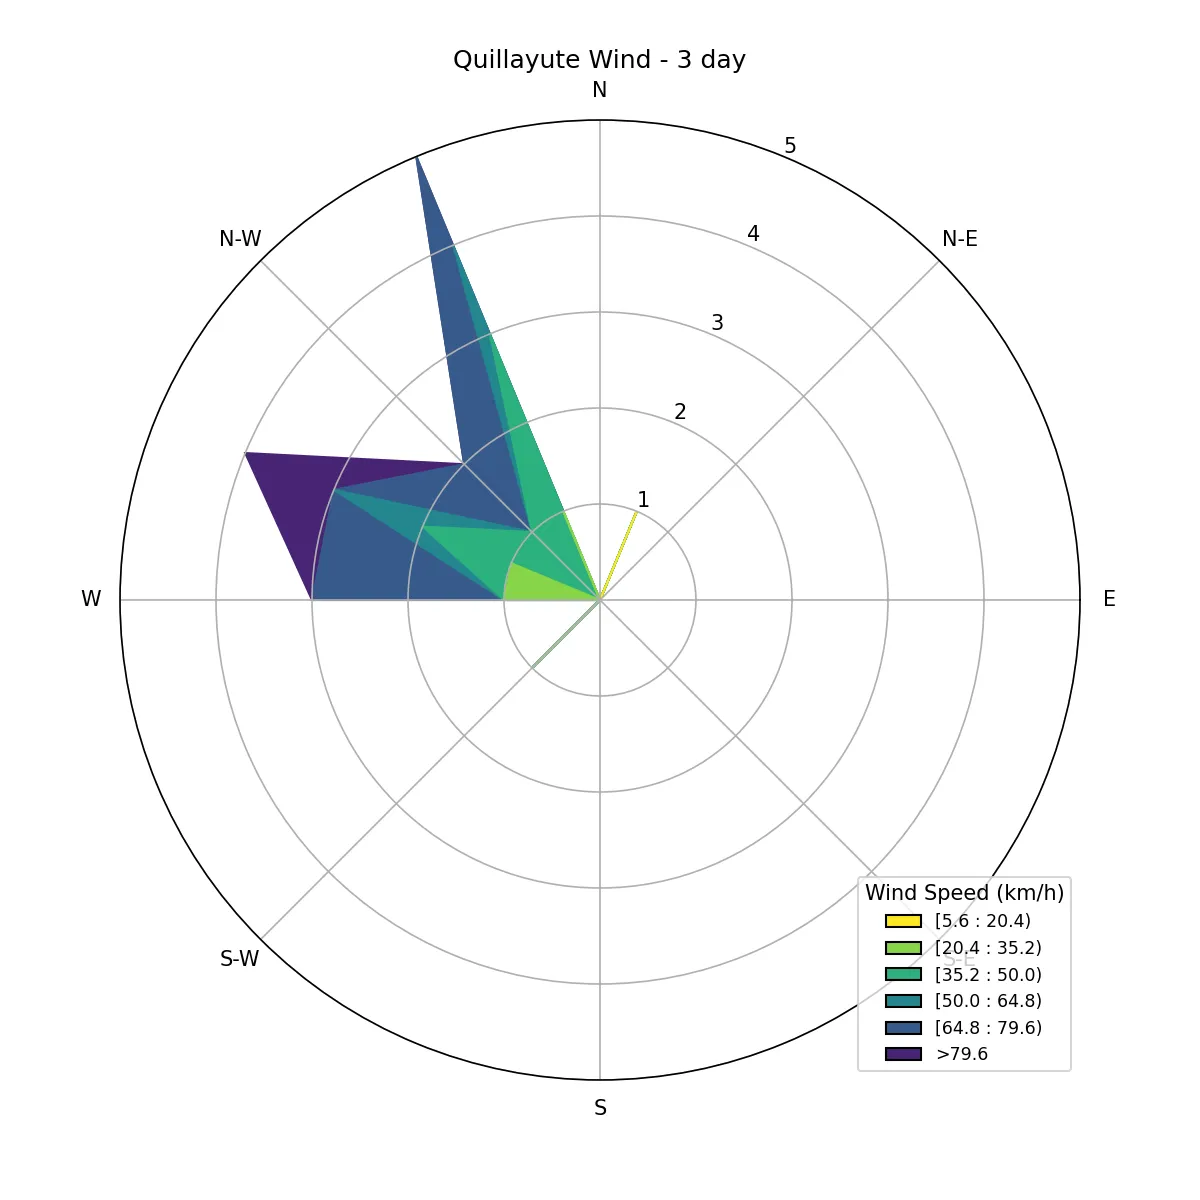 Quillayute Wind - 3 day
N
5
N-W
4
N-E
3
2
1
W
E
S-W
S-E
S
Wind Speed (km/h)
[5.6 : 20.4)
[20.4 : 35.2)
[35.2 : 50.0)
[50.0 : 64.8)
[64.8 : 79.6)
>79.6